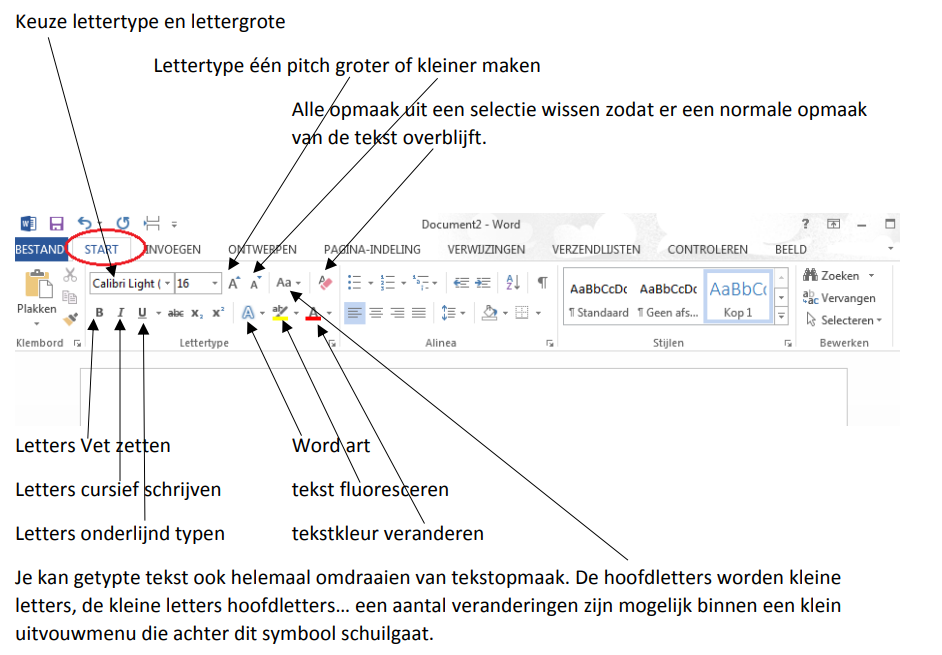 Keuze lettertype en lettergrote
Lettertype één pitch groter of kleiner maken
Alle opmaak uit een selectie wissen zodat er een normale opmaak
van de tekst overblijft.
Document2 - Word
BESTAND START INVOEGEN ONTWERPEN PAGINA-INDELING VERWIJZINGEN VERZENDLIJSTEN CONTROLEREN BEELD
Calibri Light ( 16 A A Aa
AaBbCcDc AaBbCcDc AaBbCc
Zoeken
Plakken
B I U abc X₂ X² A aby A
¶ Standaard ¶ Geen afs... Kop 1
Vervangen
Selecteren
Klembord Lettertype Alinea Stijlen Bewerken
Letters Vet zetten Word art
Letters cursief schrijven tekst fluoresceren
Letters onderlijnd typen tekstkleur veranderen
Je kan getypte tekst ook helemaal omdraaien van tekstopmaak. De hoofdletters worden kleine
letters, de kleine letters hoofdletters... een aantal veranderingen zijn mogelijk binnen een klein
uitvouwmenu die achter dit symbool schuilgaat.